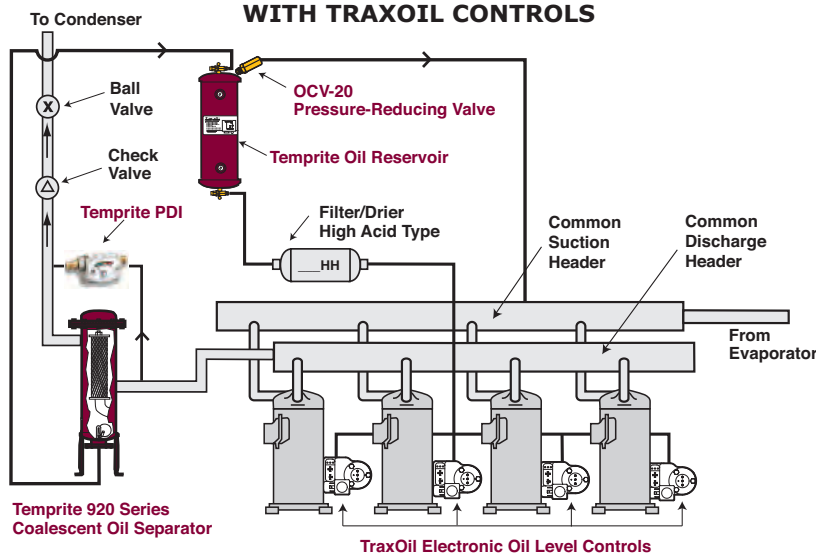 WITH TRAXOIL CONTROLS
To Condenser
Ball
Valve
X
OCV-20
Pressure-Reducing Valve
Temprite Oil Reservoir
Check
Valve
Temprite PDI
Filter/Drier
High Acid Type
___HH
Common
Suction
Header
Common
Discharge
Header
From
Evaporator
Temprite 920 Series
Coalescent Oil Separator
TraxOil Electronic Oil Level Controls